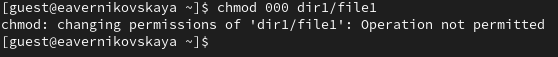 [guest@eavernikovskaya ~]$ chmod 000 dir1/file1
chmod: changing permissions of 'dir1/file1': Operation not permitted
[guest@eavernikovskaya ~]$